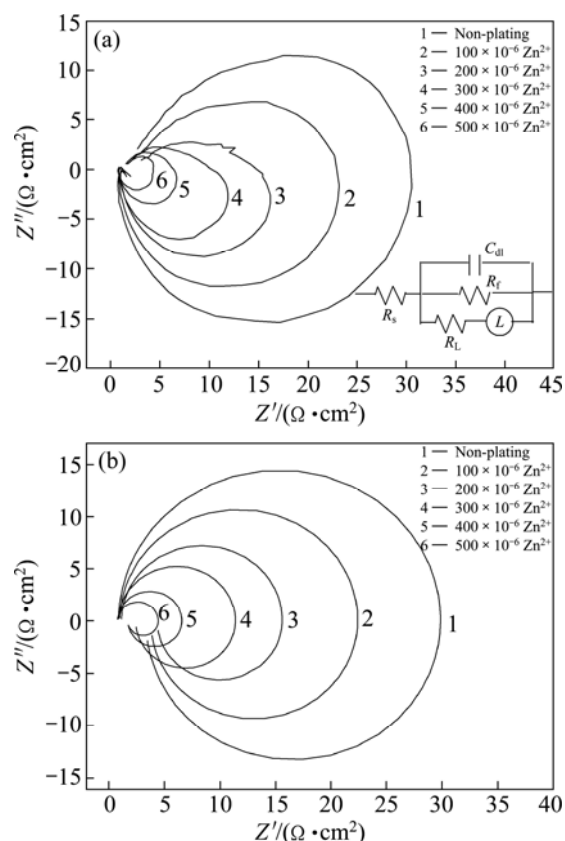 (a)
1 — Non-plating
2 — 100 × 10⁻⁶ Zn²⁺
3 — 200 × 10⁻⁶ Zn²⁺
4 — 300 × 10⁻⁶ Zn²⁺
5 — 400 × 10⁻⁶ Zn²⁺
6 — 500 × 10⁻⁶ Zn²⁺
15
10
5
0
−5
−10
−15
−20
Z″/(Ω·cm²)
6 5 4 3 2 1
C_dl
R_s
R_f
R_L
L
0 5 10 15 20 25 30 35 40 45
Z′/(Ω·cm²)
(b)
1 — Non-plating
2 — 100 × 10⁻⁶ Zn²⁺
3 — 200 × 10⁻⁶ Zn²⁺
4 — 300 × 10⁻⁶ Zn²⁺
5 — 400 × 10⁻⁶ Zn²⁺
6 — 500 × 10⁻⁶ Zn²⁺
15
10
5
0
−5
−10
−15
Z″/(Ω·cm²)
6 5 4 3 2 1
0 5 10 15 20 25 30 35 40
Z′/(Ω·cm²)